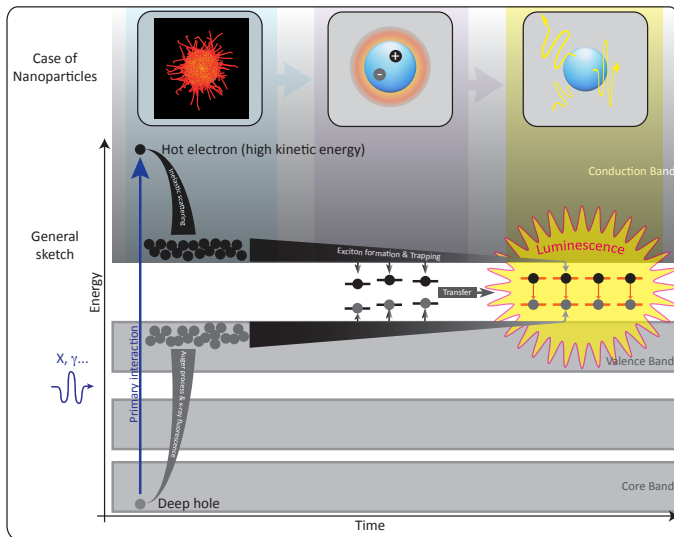 Case of
Nanoparticles
+
-
Hot electron (high kinetic energy)
Inelastic scattering
Conduction Band
General
sketch
Energy
Exciton formation & Trapping
Luminescence
Transfer
X, γ...
Primary interaction
Auger process & x-ray fluorescence
Valence Band
Core Band
Deep hole
Time